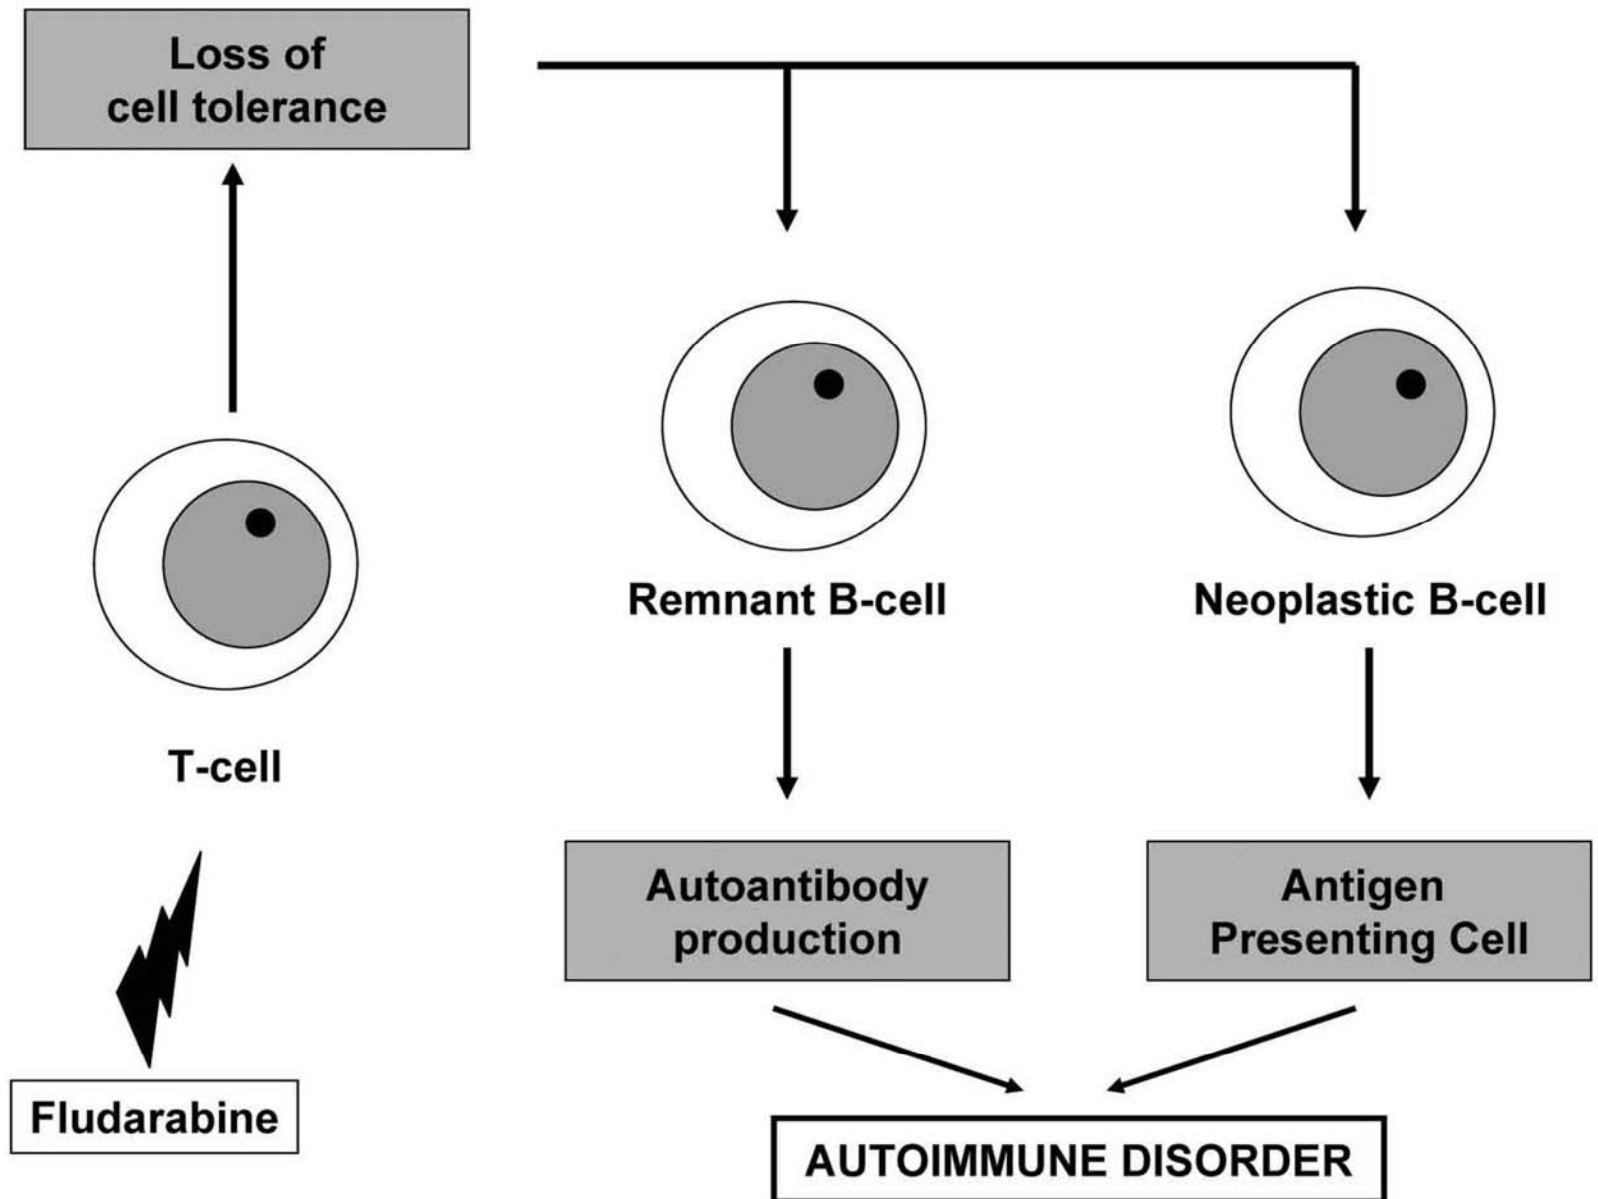 Loss of
cell tolerance
T-cell
Fludarabine
Remnant B-cell
Neoplastic B-cell
Autoantibody
production
Antigen
Presenting Cell
AUTOIMMUNE DISORDER